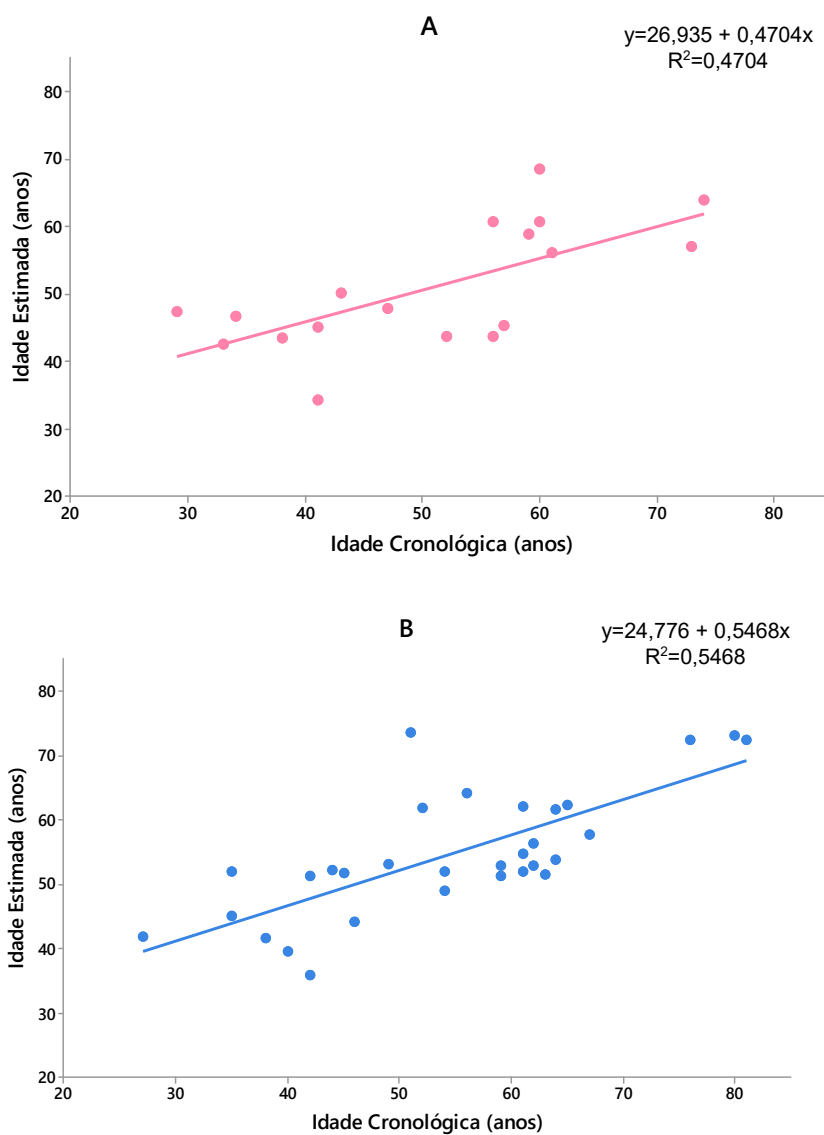 A
y=26,935 + 0,4704x
R²=0,4704
80
70
60
50
40
30
20
Idade Estimada (anos)
20 30 40 50 60 70 80
Idade Cronológica (anos)
B
y=24,776 + 0,5468x
R²=0,5468
80
70
60
50
40
30
20
Idade Estimada (anos)
20 30 40 50 60 70 80
Idade Cronológica (anos)